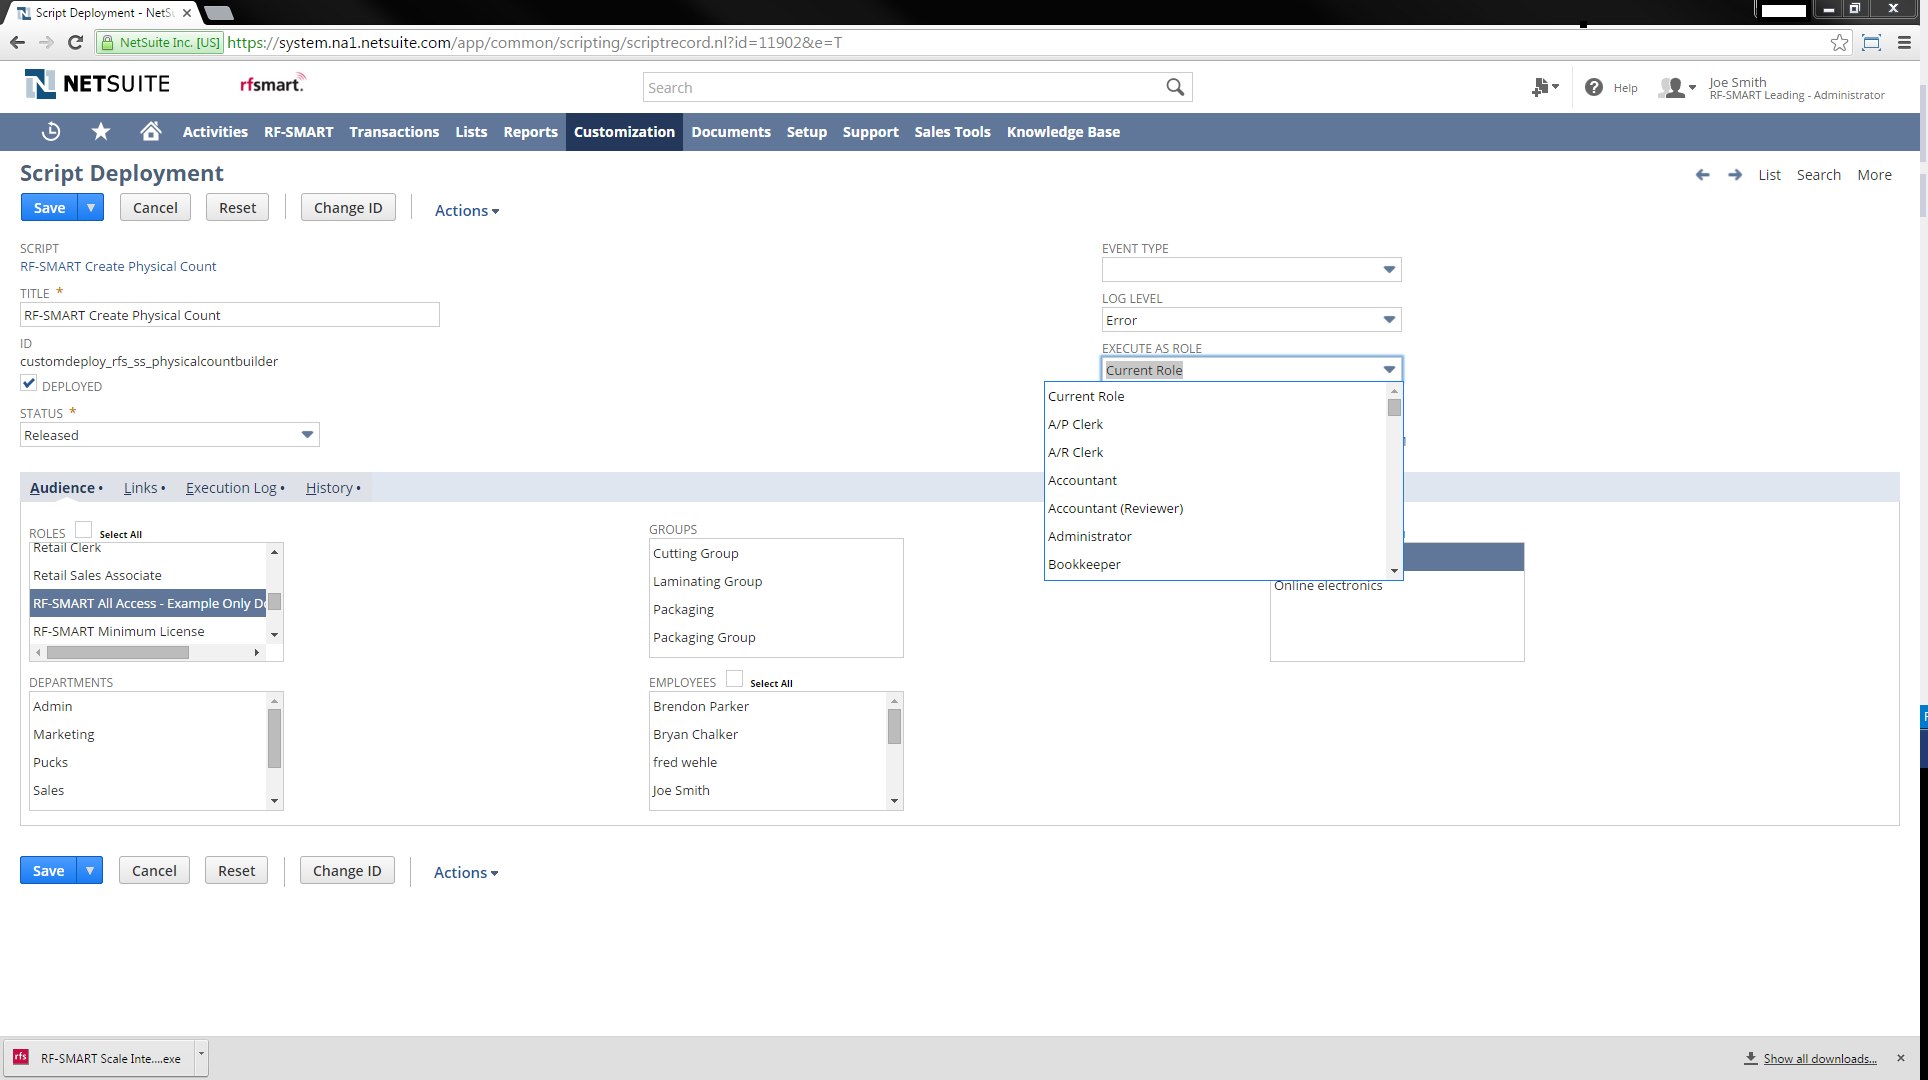 Script Deployment - NetSu
NetSuite Inc. [US] https://system.na1.netsuite.com/app/common/scripting/scriptrecord.nl?id=11902&e=T
NETSUITE
rfsmart.
Search
Help
Joe Smith
RF-SMART Leading - Administrator
Activities RF-SMART Transactions Lists Reports Customization Documents Setup Support Sales Tools Knowledge Base
Script Deployment
List Search More
Save Cancel Reset Change ID Actions
SCRIPT
RF-SMART Create Physical Count
TITLE *
RF-SMART Create Physical Count
ID
customdeploy_rfs_ss_physicalcountbuilder
DEPLOYED
STATUS *
Released
EVENT TYPE
LOG LEVEL
Error
EXECUTE AS ROLE
Current Role
Current Role
A/P Clerk
A/R Clerk
Accountant
Accountant (Reviewer)
Administrator
Bookkeeper
Audience • Links • Execution Log • History •
ROLES Select All
Retail Clerk
Retail Sales Associate
RF-SMART All Access - Example Only Do
RF-SMART Minimum License
GROUPS
Cutting Group
Laminating Group
Packaging
Packaging Group
Online electronics
DEPARTMENTS
Admin
Marketing
Pucks
Sales
EMPLOYEES Select All
Brendon Parker
Bryan Chalker
fred wehle
Joe Smith
Save Cancel Reset Change ID Actions
rfs RF-SMART Scale Inte....exe
Show all downloads...